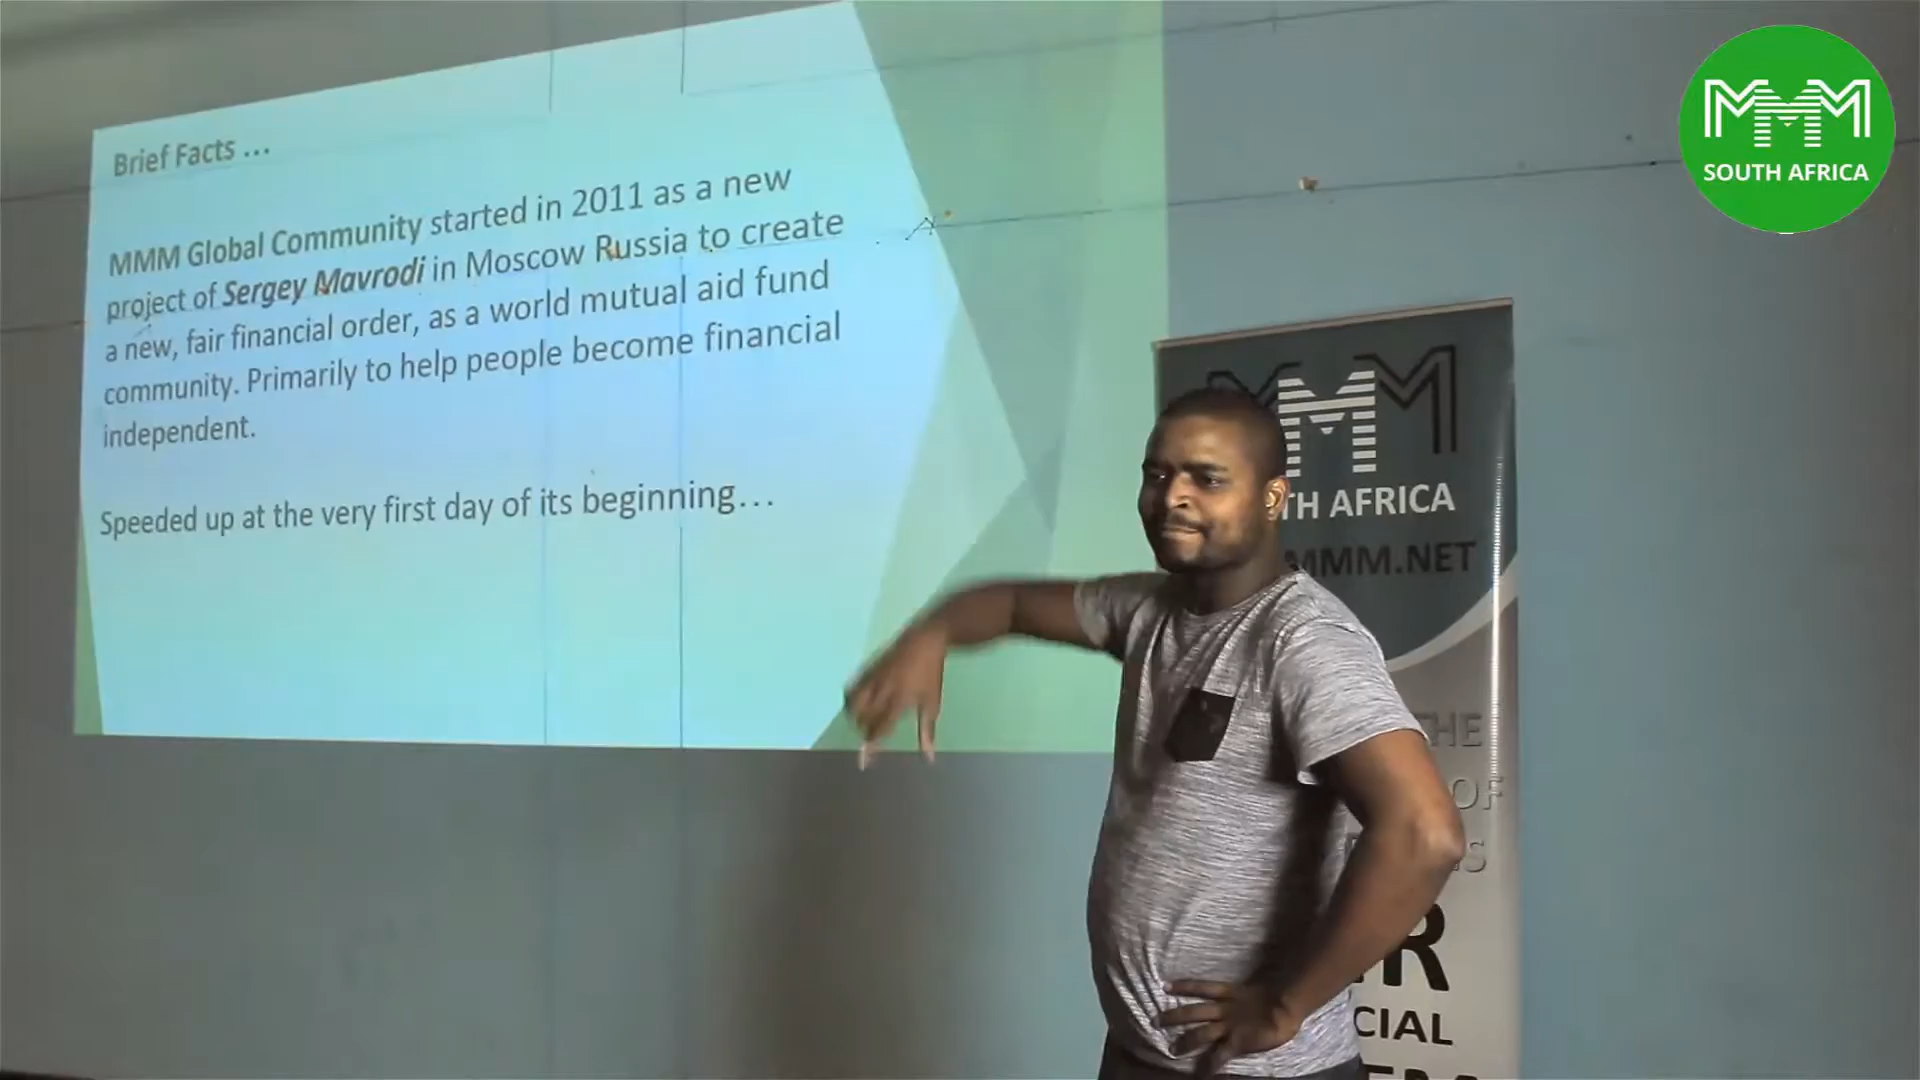 Brief Facts ...
MMM Global Community started in 2011 as a new
project of Sergey Mavrodi in Moscow Russia to create
a new, fair financial order, as a world mutual aid fund
community. Primarily to help people become financial
independent.
Speeded up at the very first day of its beginning...
MMM
SOUTH AFRICA
MMM
TH AFRICA
MMM.NET
THE
OF
R
CIAL